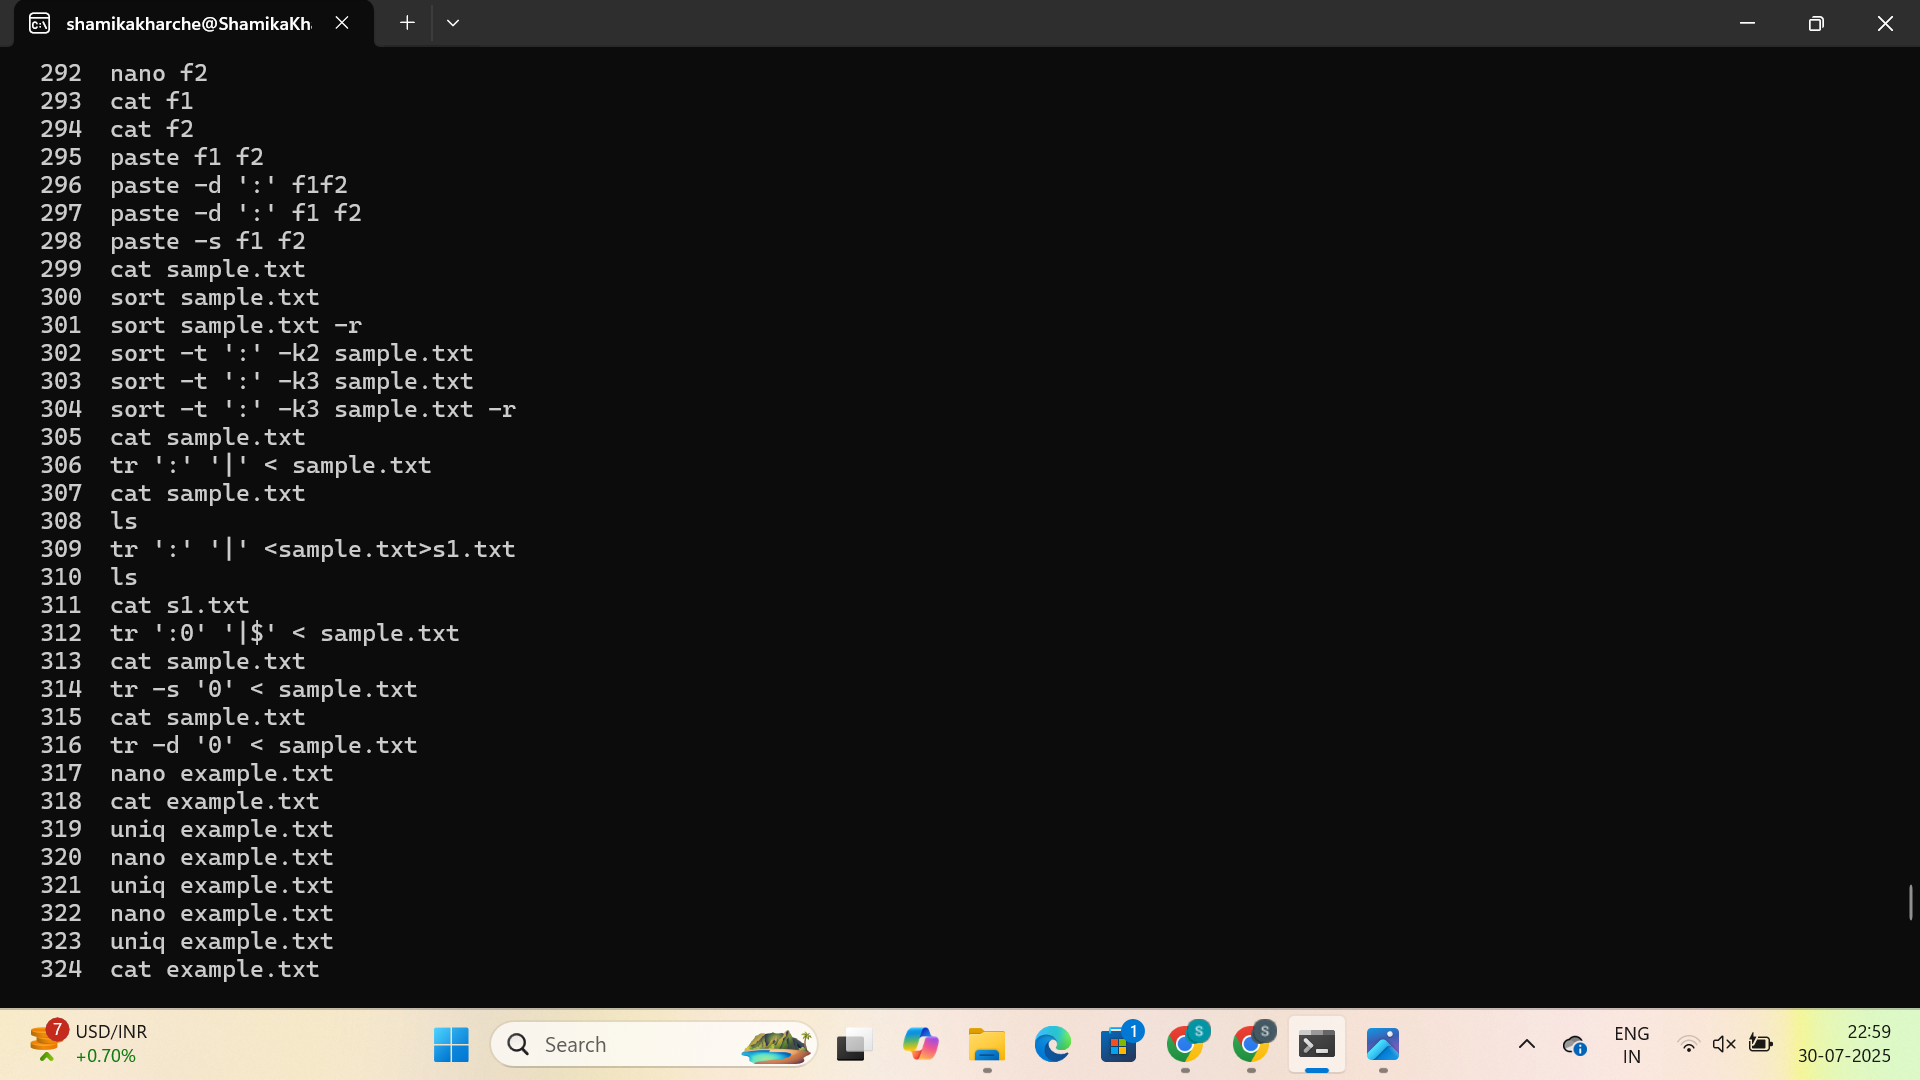 shamikakharche@ShamikaKh
292 nano f2
293 cat f1
294 cat f2
295 paste f1 f2
296 paste -d ':' f1f2
297 paste -d ':' f1 f2
298 paste -s f1 f2
299 cat sample.txt
300 sort sample.txt
301 sort sample.txt -r
302 sort -t ':' -k2 sample.txt
303 sort -t ':' -k3 sample.txt
304 sort -t ':' -k3 sample.txt -r
305 cat sample.txt
306 tr ':' '|' < sample.txt
307 cat sample.txt
308 ls
309 tr ':' '|' <sample.txt>s1.txt
310 ls
311 cat s1.txt
312 tr ':0' '|$' < sample.txt
313 cat sample.txt
314 tr -s '0' < sample.txt
315 cat sample.txt
316 tr -d '0' < sample.txt
317 nano example.txt
318 cat example.txt
319 uniq example.txt
320 nano example.txt
321 uniq example.txt
322 nano example.txt
323 uniq example.txt
324 cat example.txt
7 USD/INR
+0.70%
Search
1
S
S
ENG
IN
22:59
30-07-2025